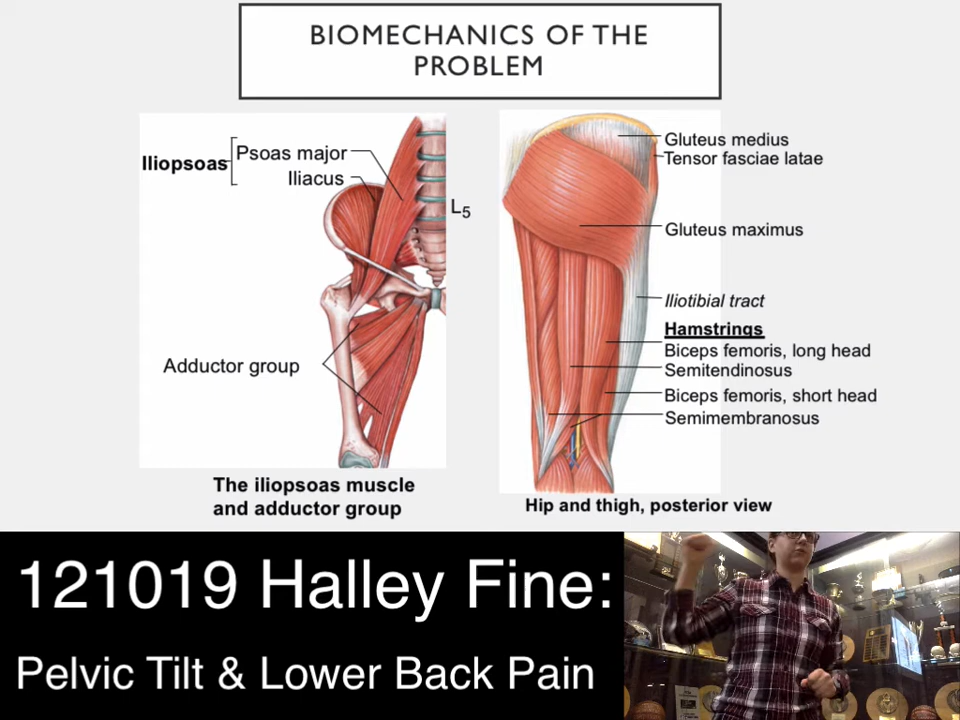 BIOMECHANICS OF THE
PROBLEM
Iliopsoas
Psoas major
Iliacus
L5
Adductor group
The iliopsoas muscle
and adductor group
Gluteus medius
Tensor fasciae latae
Gluteus maximus
Iliotibial tract
Hamstrings
Biceps femoris, long head
Semitendinosus
Biceps femoris, short head
Semimembranosus
Hip and thigh, posterior view
121019 Halley Fine:
Pelvic Tilt & Lower Back Pain